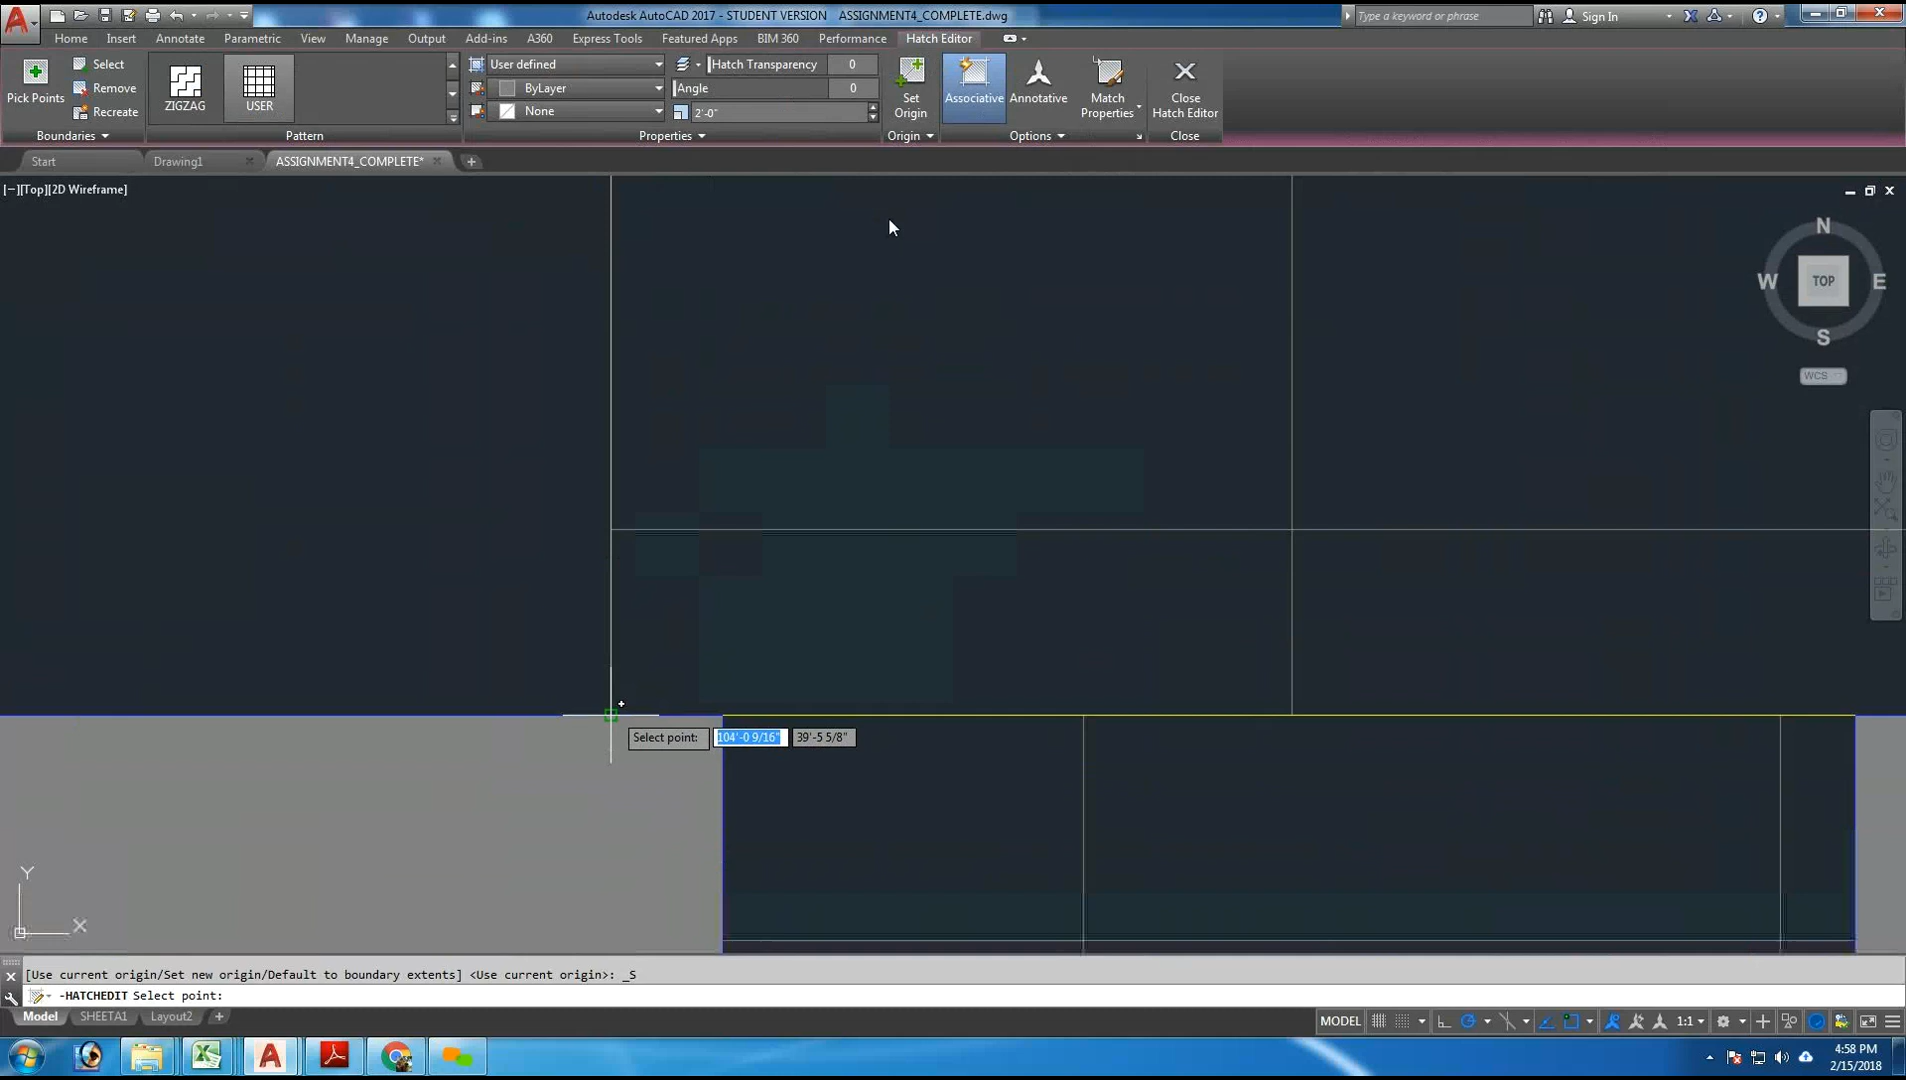 Autodesk AutoCAD 2017 - STUDENT VERSION ASSIGNMENT4_COMPLETE.dwg
Type a keyword or phrase
Sign In
Home Insert Annotate Parametric View Manage Output Add-ins A360 Express Tools Featured Apps BIM 360 Performance Hatch Editor
Pick Points
Select
Remove
Recreate
Boundaries
ZIGZAG
USER
Pattern
User defined
ByLayer
None
Hatch Transparency 0
Angle 0
2'-0"
Properties
Set
Origin
Origin
Associative
Annotative
Match
Properties
Options
Close
Hatch Editor
Close
Start Drawing1 ASSIGNMENT4_COMPLETE*
[−][Top][2D Wireframe]
N
W TOP E
S
WCS
Select point: 104'-0 9/16" 39'-5 5/8"
Y
X
[Use current origin/Set new origin/Default to boundary extents] <Use current origin>: _S
-HATCHEDIT Select point:
Model SHEETA1 Layout2
MODEL
1:1
4:58 PM
2/15/2018